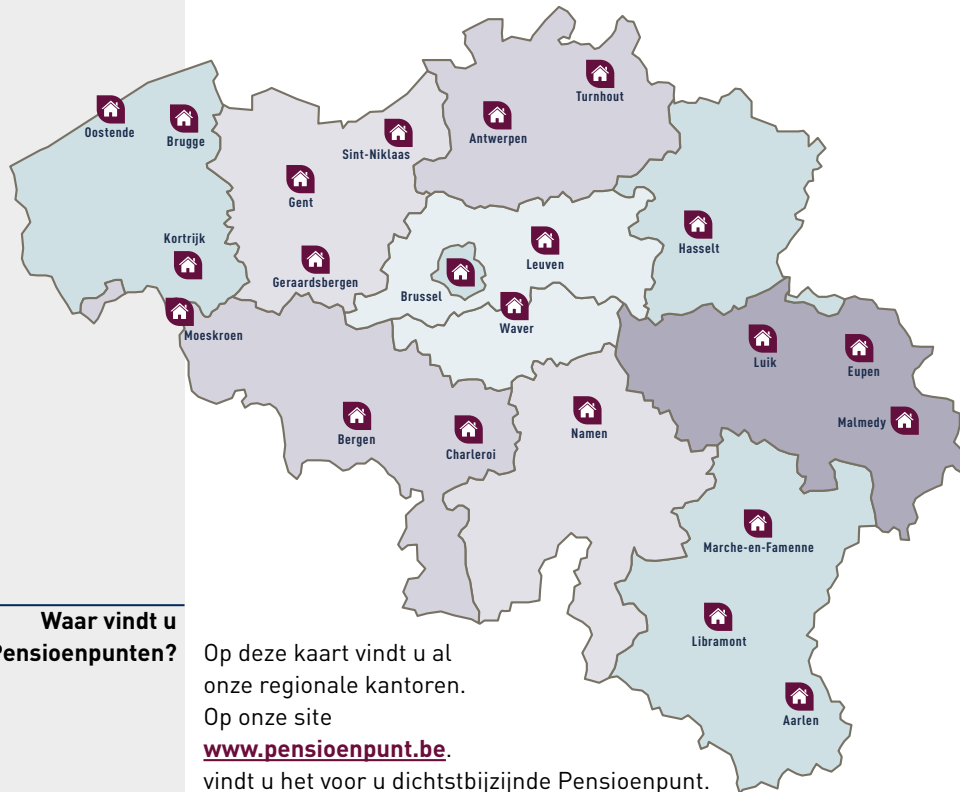 Turnhout
Oostende
Brugge
Antwerpen
Sint-Niklaas
Gent
Kortrijk
Hasselt
Leuven
Geraardsbergen
Brussel
Waver
Moeskroen
Luik
Eupen
Malmedy
Namen
Bergen
Charleroi
Marche-en-Famenne
Libramont
Aarlen
Waar vindt u
Pensioenpunten?
Op deze kaart vindt u al
onze regionale kantoren.
Op onze site
www.pensioenpunt.be.
vindt u het voor u dichtstbijzijnde Pensioenpunt.